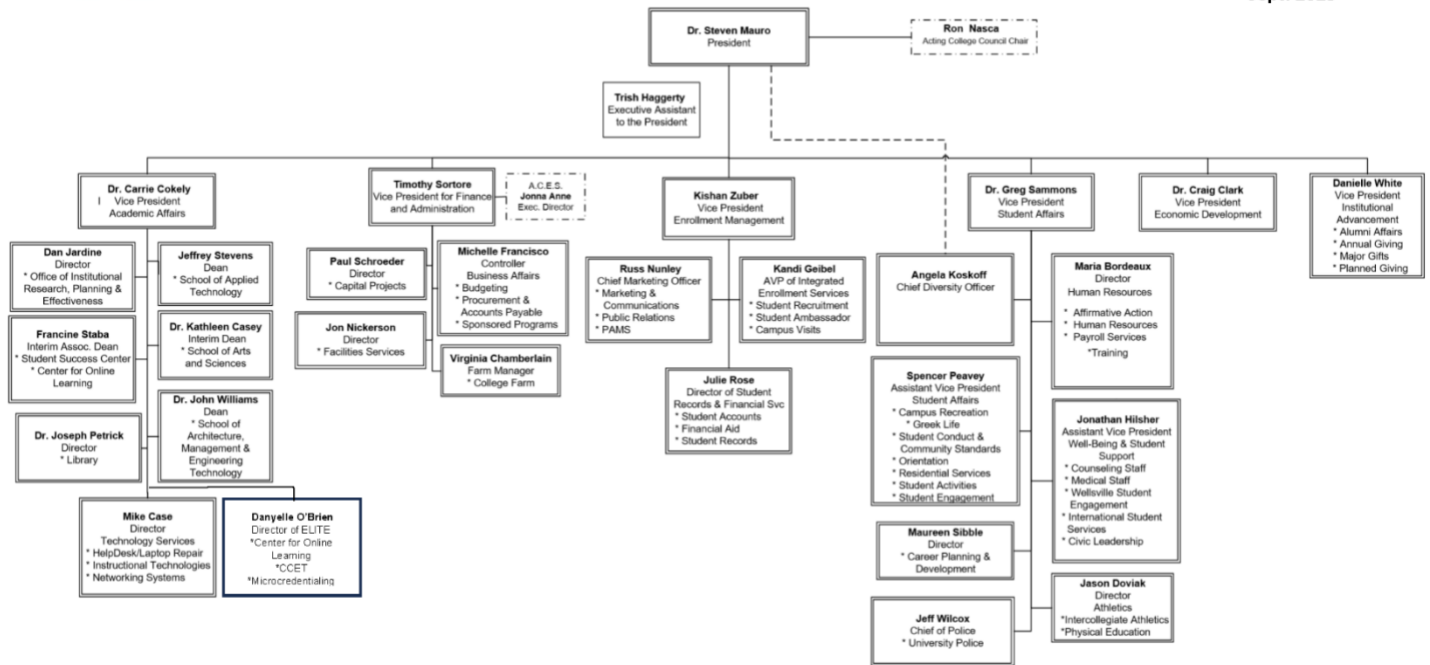 Dr. Steven Mauro
President
Ron Nasca
Acting College Council Chair
Trish Haggerty
Executive Assistant
to the President
Dr. Carrie Cokely
Vice President
Academic Affairs
Timothy Sortore
Vice President for Finance
and Administration
A.C.E.S.
Jonna Anne
Exec. Director
Kishan Zuber
Vice President
Enrollment Management
Dr. Greg Sammons
Vice President
Student Affairs
Dr. Craig Clark
Vice President
Economic Development
Danielle White
Vice President
Institutional
Advancement
* Alumni Affairs
* Annual Giving
* Major Gifts
* Planned Giving
Dan Jardine
Director
* Office of Institutional
Research, Planning &
Effectiveness
Jeffrey Stevens
Dean
* School of Applied
Technology
Francine Staba
Interim Assoc. Dean
* Student Success Center
* Center for Online
Learning
Dr. Kathleen Casey
Interim Dean
* School of Arts
and Sciences
Dr. Joseph Petrick
Director
* Library
Dr. John Williams
Dean
* School of
Architecture,
Management &
Engineering
Technology
Mike Case
Director
Technology Services
* HelpDesk/Laptop Repair
* Instructional Technologies
* Networking Systems
Danyelle O'Brien
Director of ELITE
*Center for Online
Learning
*CCET
*Microcredentialing
Paul Schroeder
Director
* Capital Projects
Michelle Francisco
Controller
Business Affairs
* Budgeting
* Procurement &
Accounts Payable
* Sponsored Programs
Jon Nickerson
Director
* Facilities Services
Virginia Chamberlain
Farm Manager
* College Farm
Russ Nunley
Chief Marketing Officer
* Marketing &
Communications
* Public Relations
* PAMS
Kandi Geibel
AVP of Integrated
Enrollment Services
* Student Recruitment
* Student Ambassador
* Campus Visits
Julie Rose
Director of Student
Records & Financial Svc
* Student Accounts
* Financial Aid
* Student Records
Angela Koskoff
Chief Diversity Officer
Maria Bordeaux
Director
Human Resources
* Affirmative Action
* Human Resources
* Payroll Services
*Training
Spencer Peavey
Assistant Vice President
Student Affairs
* Campus Recreation
* Greek Life
* Student Conduct &
Community Standards
* Orientation
* Residential Services
* Student Activities
* Student Engagement
Jonathan Hilsher
Assistant Vice President
Well-Being & Student
Support
* Counseling Staff
* Medical Staff
* Wellsville Student
Engagement
* International Student
Services
* Civic Leadership
Maureen Sibble
Director
* Career Planning &
Development
Jason Doviak
Director
Athletics
*Intercollegiate Athletics
*Physical Education
Jeff Wilcox
Chief of Police
* University Police